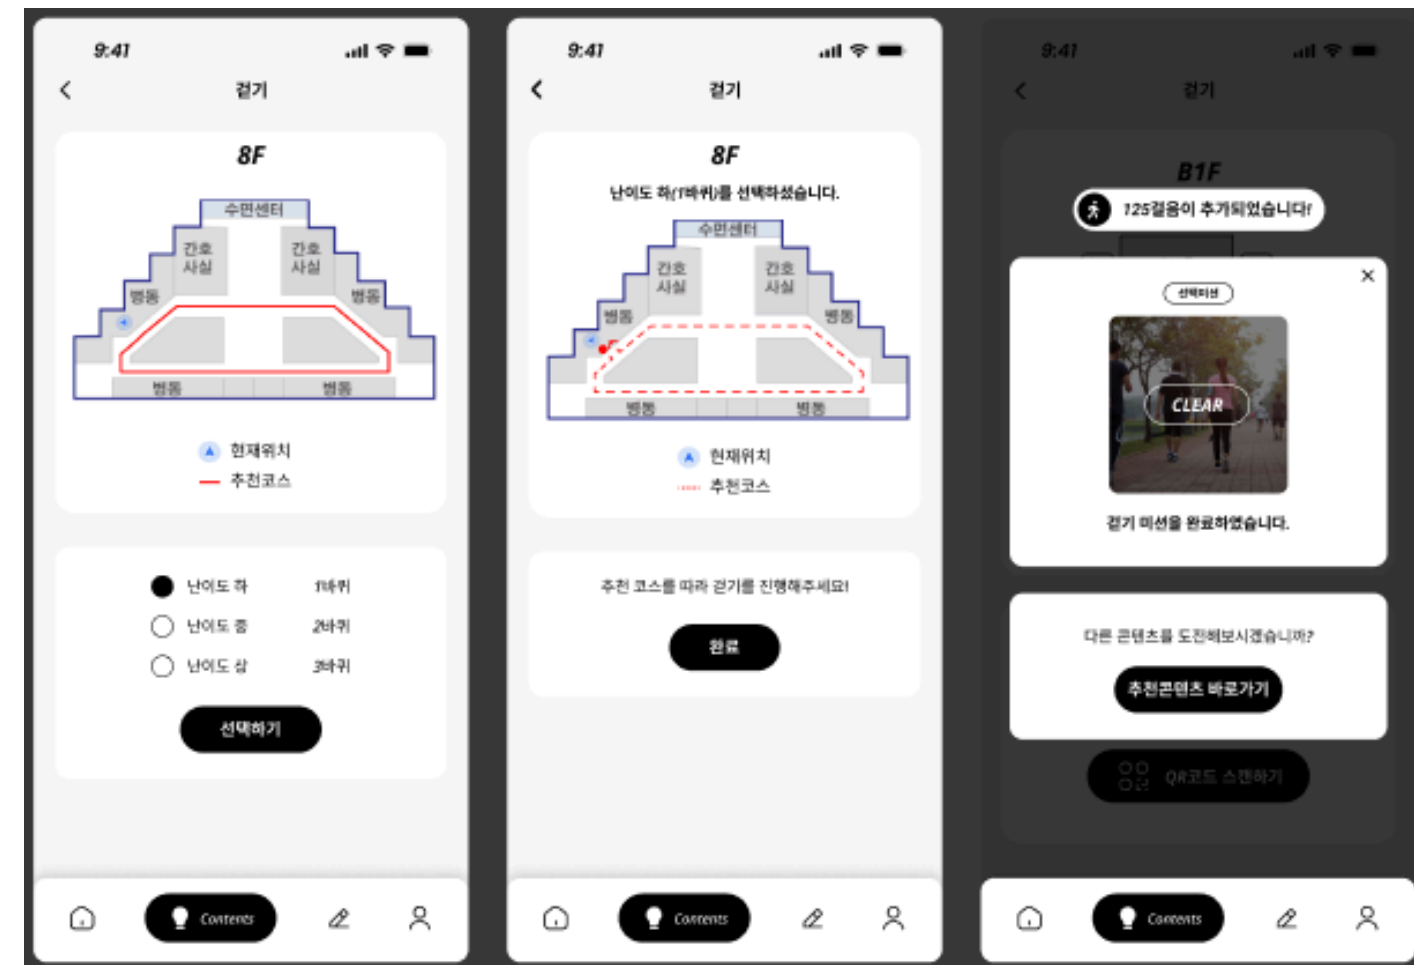 9:41
걷기
8F
수면센터
간호
사실
간호
사실
병동
병동
병동
병동
현재위치
추천코스
난이도 하 1바퀴
난이도 중 2바퀴
난이도 상 3바퀴
선택하기
Contents
9:41
걷기
8F
난이도 하(1바퀴)를 선택하셨습니다.
수면센터
간호
사실
간호
사실
병동
병동
병동
병동
현재위치
추천코스
추천 코스를 따라 걷기를 진행해주세요!
완료
Contents
9:41
걷기
B1F
125걸음이 추가되었습니다!
선택미션
CLEAR
걷기 미션을 완료하였습니다.
다른 콘텐츠를 도전해보시겠습니까?
추천콘텐츠 바로가기
QR코드 스캔하기
Contents